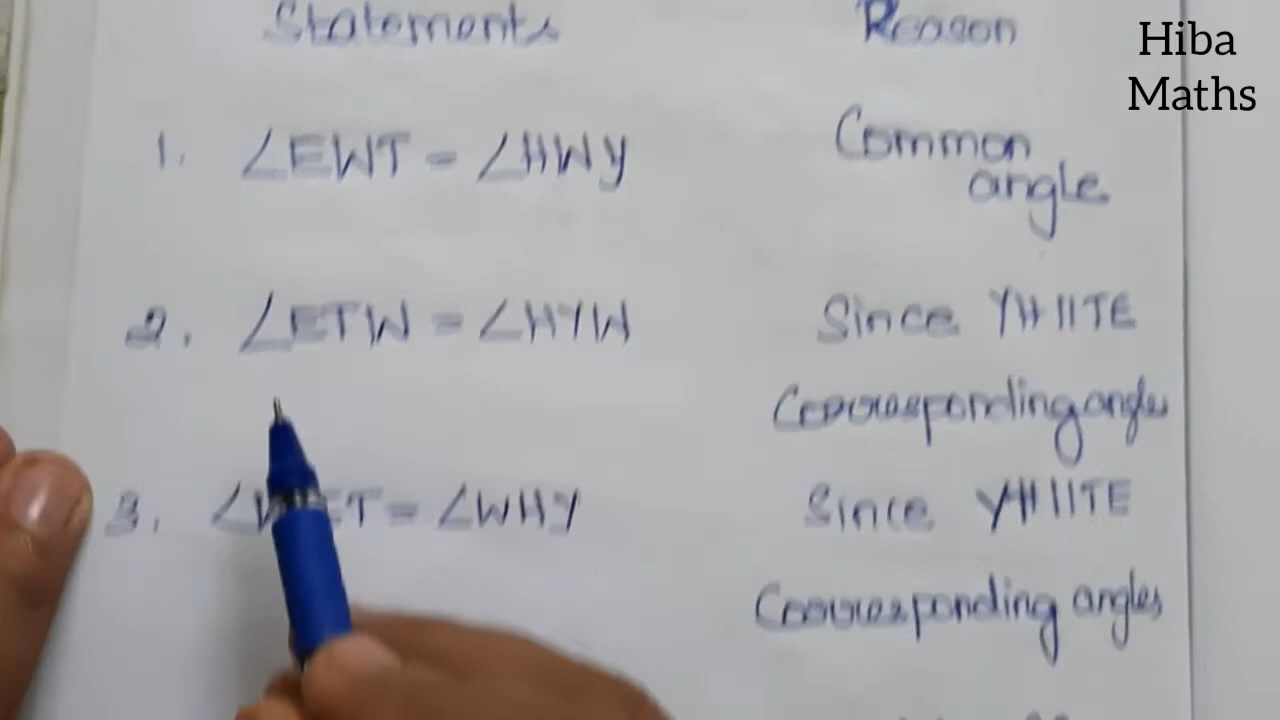 Statements Reason
Hiba
Maths
1. ∠EWT = ∠HWY Common
angle
2. ∠ETW = ∠HYW Since YH||TE
Corresponding angles
3. ET = ∠WHY Since YH||TE
Corresponding angles